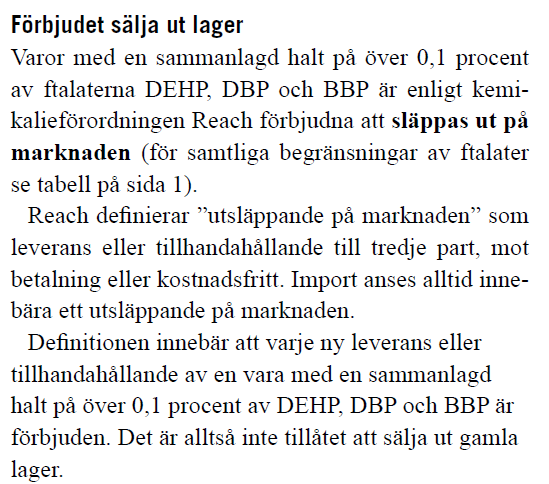 Förbjudet sälja ut lager
Varor med en sammanlagd halt på över 0,1 procent
av ftalaterna DEHP, DBP och BBP är enligt kemi-
kalieförordningen Reach förbjudna att släppas ut på
marknaden (för samtliga begränsningar av ftalater
se tabell på sida 1).
Reach definierar ”utsläppande på marknaden” som
leverans eller tillhandahållande till tredje part, mot
betalning eller kostnadsfritt. Import anses alltid inne-
bära ett utsläppande på marknaden.
Definitionen innebär att varje ny leverans eller
tillhandahållande av en vara med en sammanlagd
halt på över 0,1 procent av DEHP, DBP och BBP är
förbjuden. Det är alltså inte tillåtet att sälja ut gamla
lager.